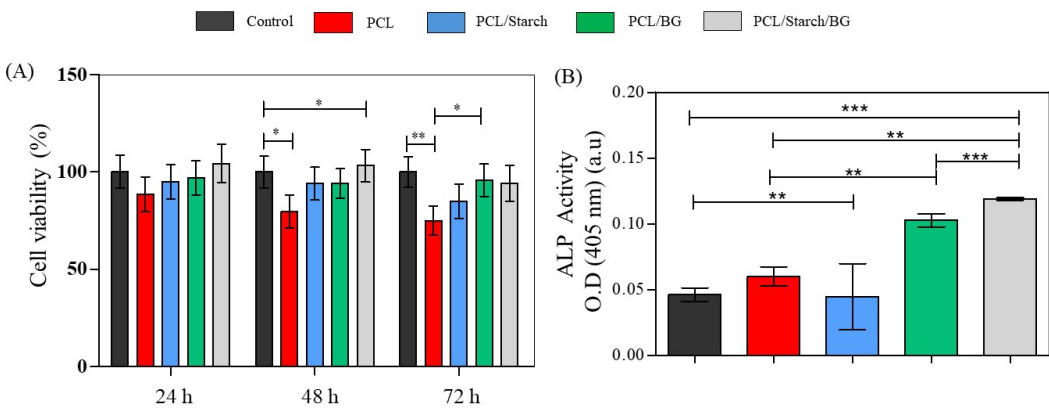 Control PCL PCL/Starch PCL/BG PCL/Starch/BG
(A)
Cell viability (%)
150
100
50
0
24 h 48 h 72 h
*
*
**
*
(B)
ALP Activity
O.D (405 nm) (a.u)
0.20
0.15
0.10
0.05
0.00
***
**
***
**
**